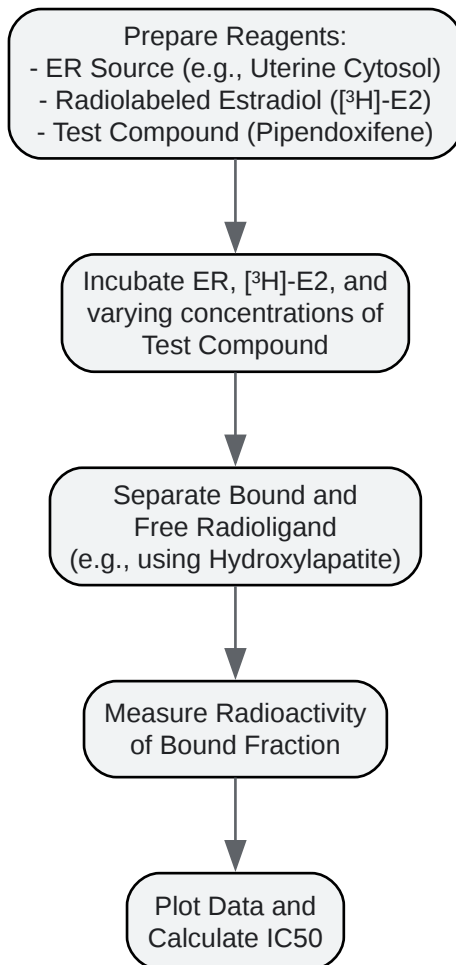 Prepare Reagents:
- ER Source (e.g., Uterine Cytosol)
- Radiolabeled Estradiol ([³H]-E2)
- Test Compound (Pipendoxifene)
Incubate ER, [³H]-E2, and
varying concentrations of
Test Compound
Separate Bound and
Free Radioligand
(e.g., using Hydroxylapatite)
Measure Radioactivity
of Bound Fraction
Plot Data and
Calculate IC50